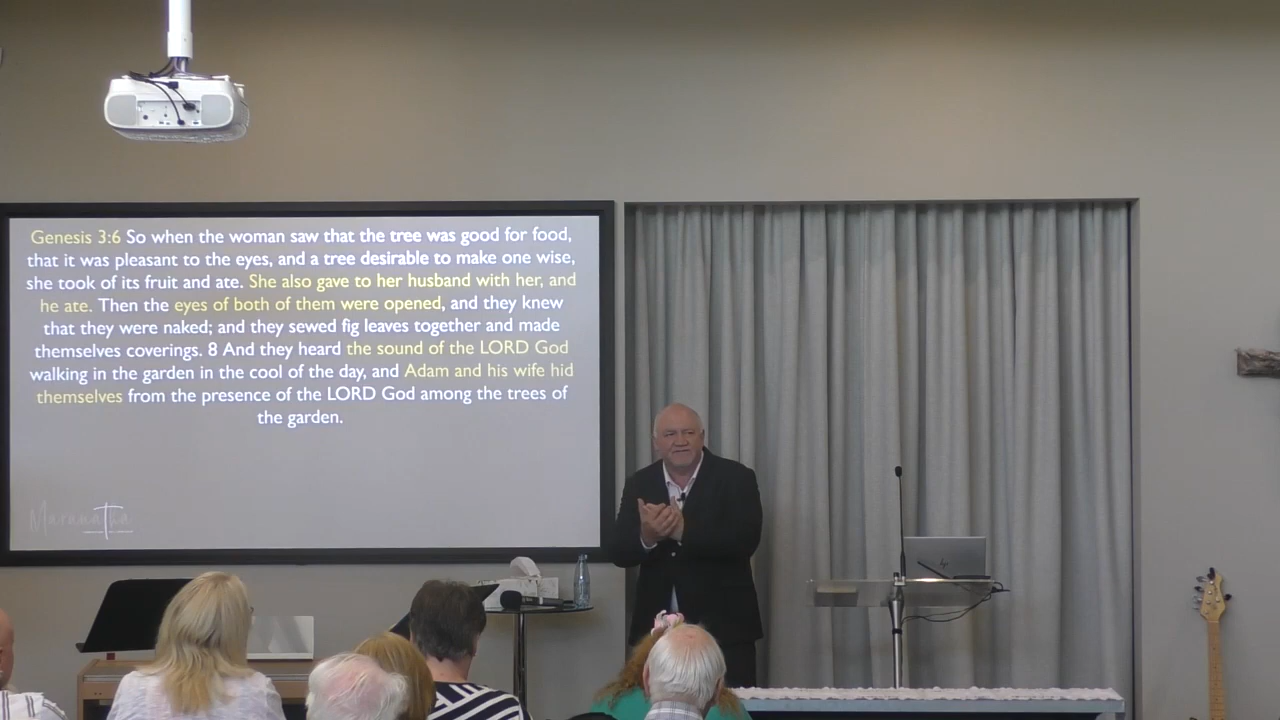 Genesis 3:6 So when the woman saw that the tree was good for food,
that it was pleasant to the eyes, and a tree desirable to make one wise,
she took of its fruit and ate. She also gave to her husband with her, and
he ate. Then the eyes of both of them were opened, and they knew
that they were naked; and they sewed fig leaves together and made
themselves coverings. 8 And they heard the sound of the LORD God
walking in the garden in the cool of the day, and Adam and his wife hid
themselves from the presence of the LORD God among the trees of
the garden.
Maranatha
hp